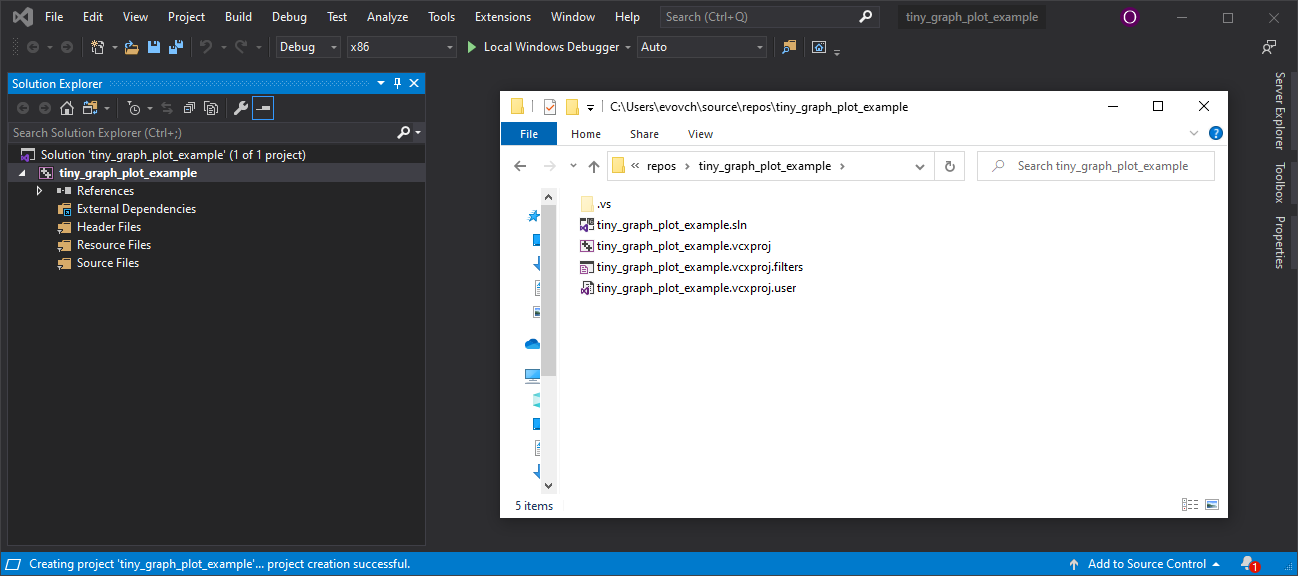 File Edit View Project Build Debug Test Analyze Tools Extensions Window Help Search (Ctrl+Q) tiny_graph_plot_example O
Debug x86 Local Windows Debugger Auto
Solution Explorer
Search Solution Explorer (Ctrl+;)
Solution 'tiny_graph_plot_example' (1 of 1 project)
tiny_graph_plot_example
References
External Dependencies
Header Files
Resource Files
Source Files
C:\Users\evovch\source\repos\tiny_graph_plot_example
File Home Share View
« repos › tiny_graph_plot_example › Search tiny_graph_plot_example
.vs
tiny_graph_plot_example.sln
tiny_graph_plot_example.vcxproj
tiny_graph_plot_example.vcxproj.filters
tiny_graph_plot_example.vcxproj.user
5 items
Server Explorer
Toolbox
Properties
Creating project 'tiny_graph_plot_example'... project creation successful. Add to Source Control 1